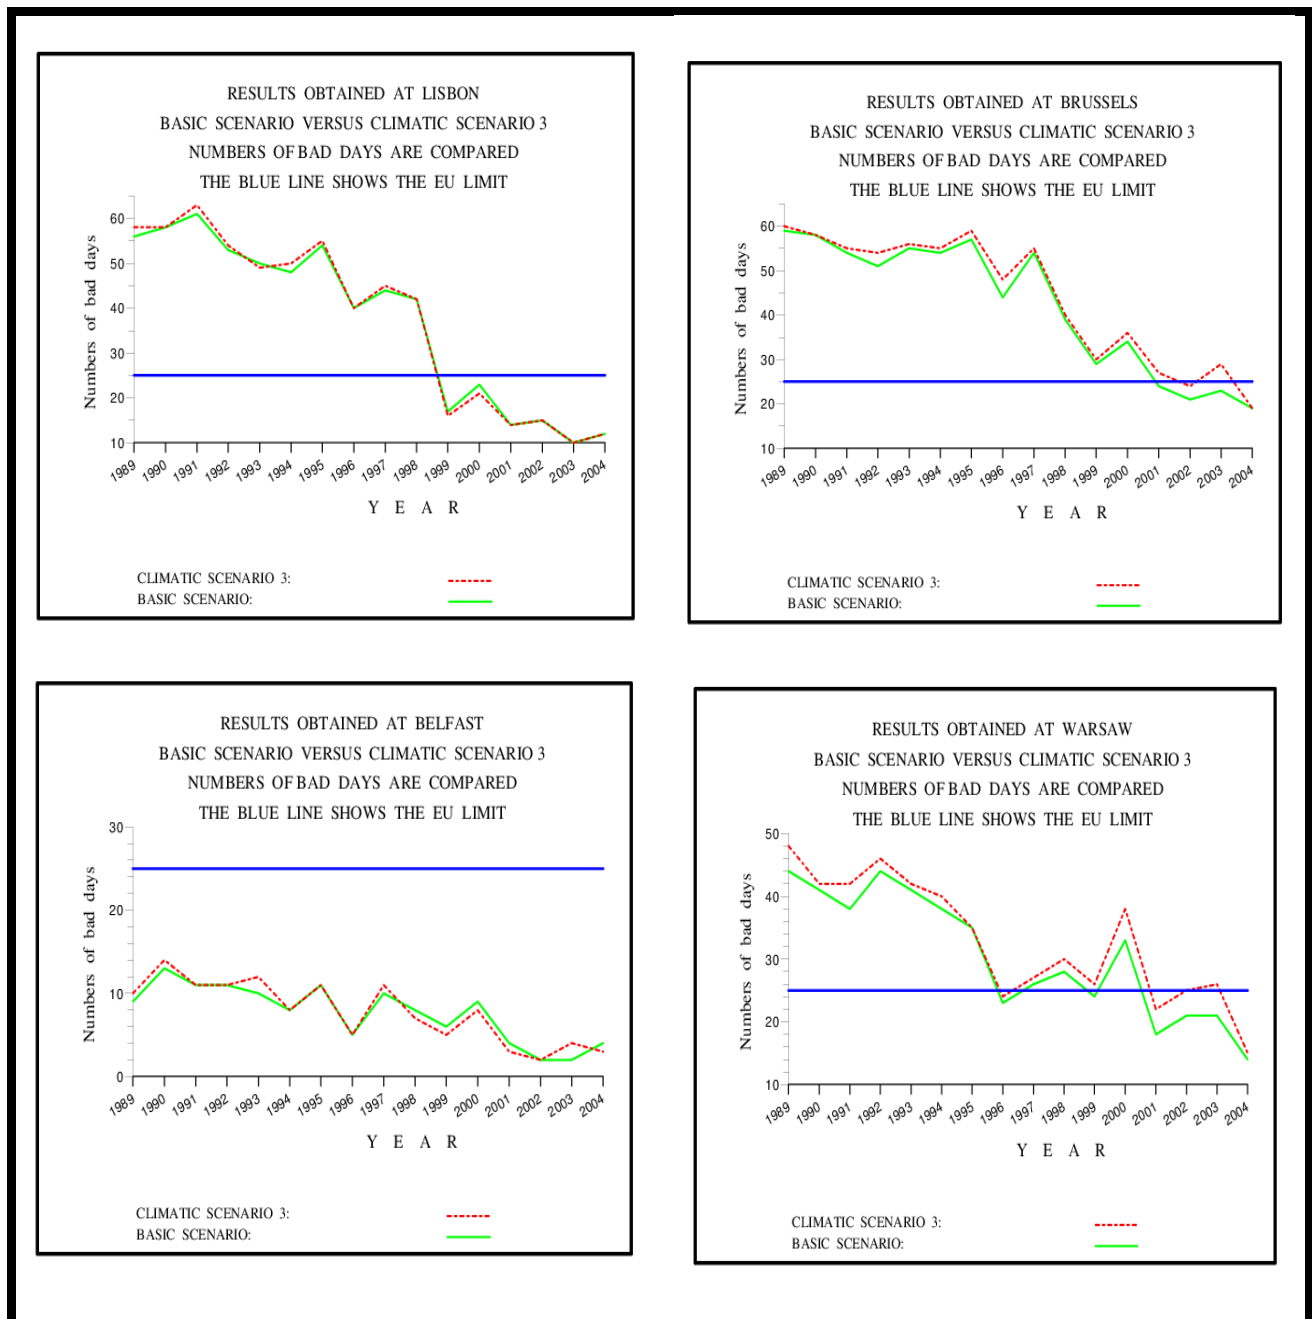 RESULTS OBTAINED AT LISBON
BASIC SCENARIO VERSUS CLIMATIC SCENARIO 3
NUMBERS OF BAD DAYS ARE COMPARED
THE BLUE LINE SHOWS THE EU LIMIT
Numbers of bad days
60
50
40
30
20
10
1989 1990 1991 1992 1993 1994 1995 1996 1997 1998 1999 2000 2001 2002 2003 2004
Y E A R
CLIMATIC SCENARIO 3:
BASIC SCENARIO:
RESULTS OBTAINED AT BRUSSELS
BASIC SCENARIO VERSUS CLIMATIC SCENARIO 3
NUMBERS OF BAD DAYS ARE COMPARED
THE BLUE LINE SHOWS THE EU LIMIT
Numbers of bad days
60
50
40
30
20
10
1989 1990 1991 1992 1993 1994 1995 1996 1997 1998 1999 2000 2001 2002 2003 2004
Y E A R
CLIMATIC SCENARIO 3:
BASIC SCENARIO:
RESULTS OBTAINED AT BELFAST
BASIC SCENARIO VERSUS CLIMATIC SCENARIO 3
NUMBERS OF BAD DAYS ARE COMPARED
THE BLUE LINE SHOWS THE EU LIMIT
Numbers of bad days
30
20
10
0
1989 1990 1991 1992 1993 1994 1995 1996 1997 1998 1999 2000 2001 2002 2003 2004
Y E A R
CLIMATIC SCENARIO 3:
BASIC SCENARIO:
RESULTS OBTAINED AT WARSAW
BASIC SCENARIO VERSUS CLIMATIC SCENARIO 3
NUMBERS OF BAD DAYS ARE COMPARED
THE BLUE LINE SHOWS THE EU LIMIT
Numbers of bad days
50
40
30
20
10
1989 1990 1991 1992 1993 1994 1995 1996 1997 1998 1999 2000 2001 2002 2003 2004
Y E A R
CLIMATIC SCENARIO 3:
BASIC SCENARIO: